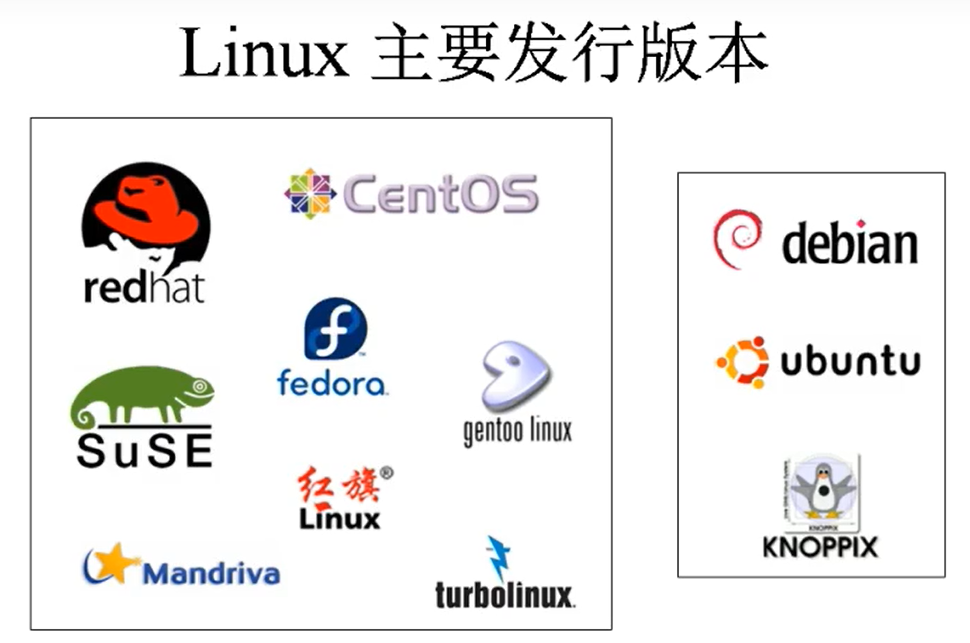 Linux 主要发行版本
redhat
CentOS
fedora™
SuSE
gentoo linux
红旗®
Linux
Mandriva
turbolinux.
debian
ubuntu
KNOPPIX
KNOPPIX